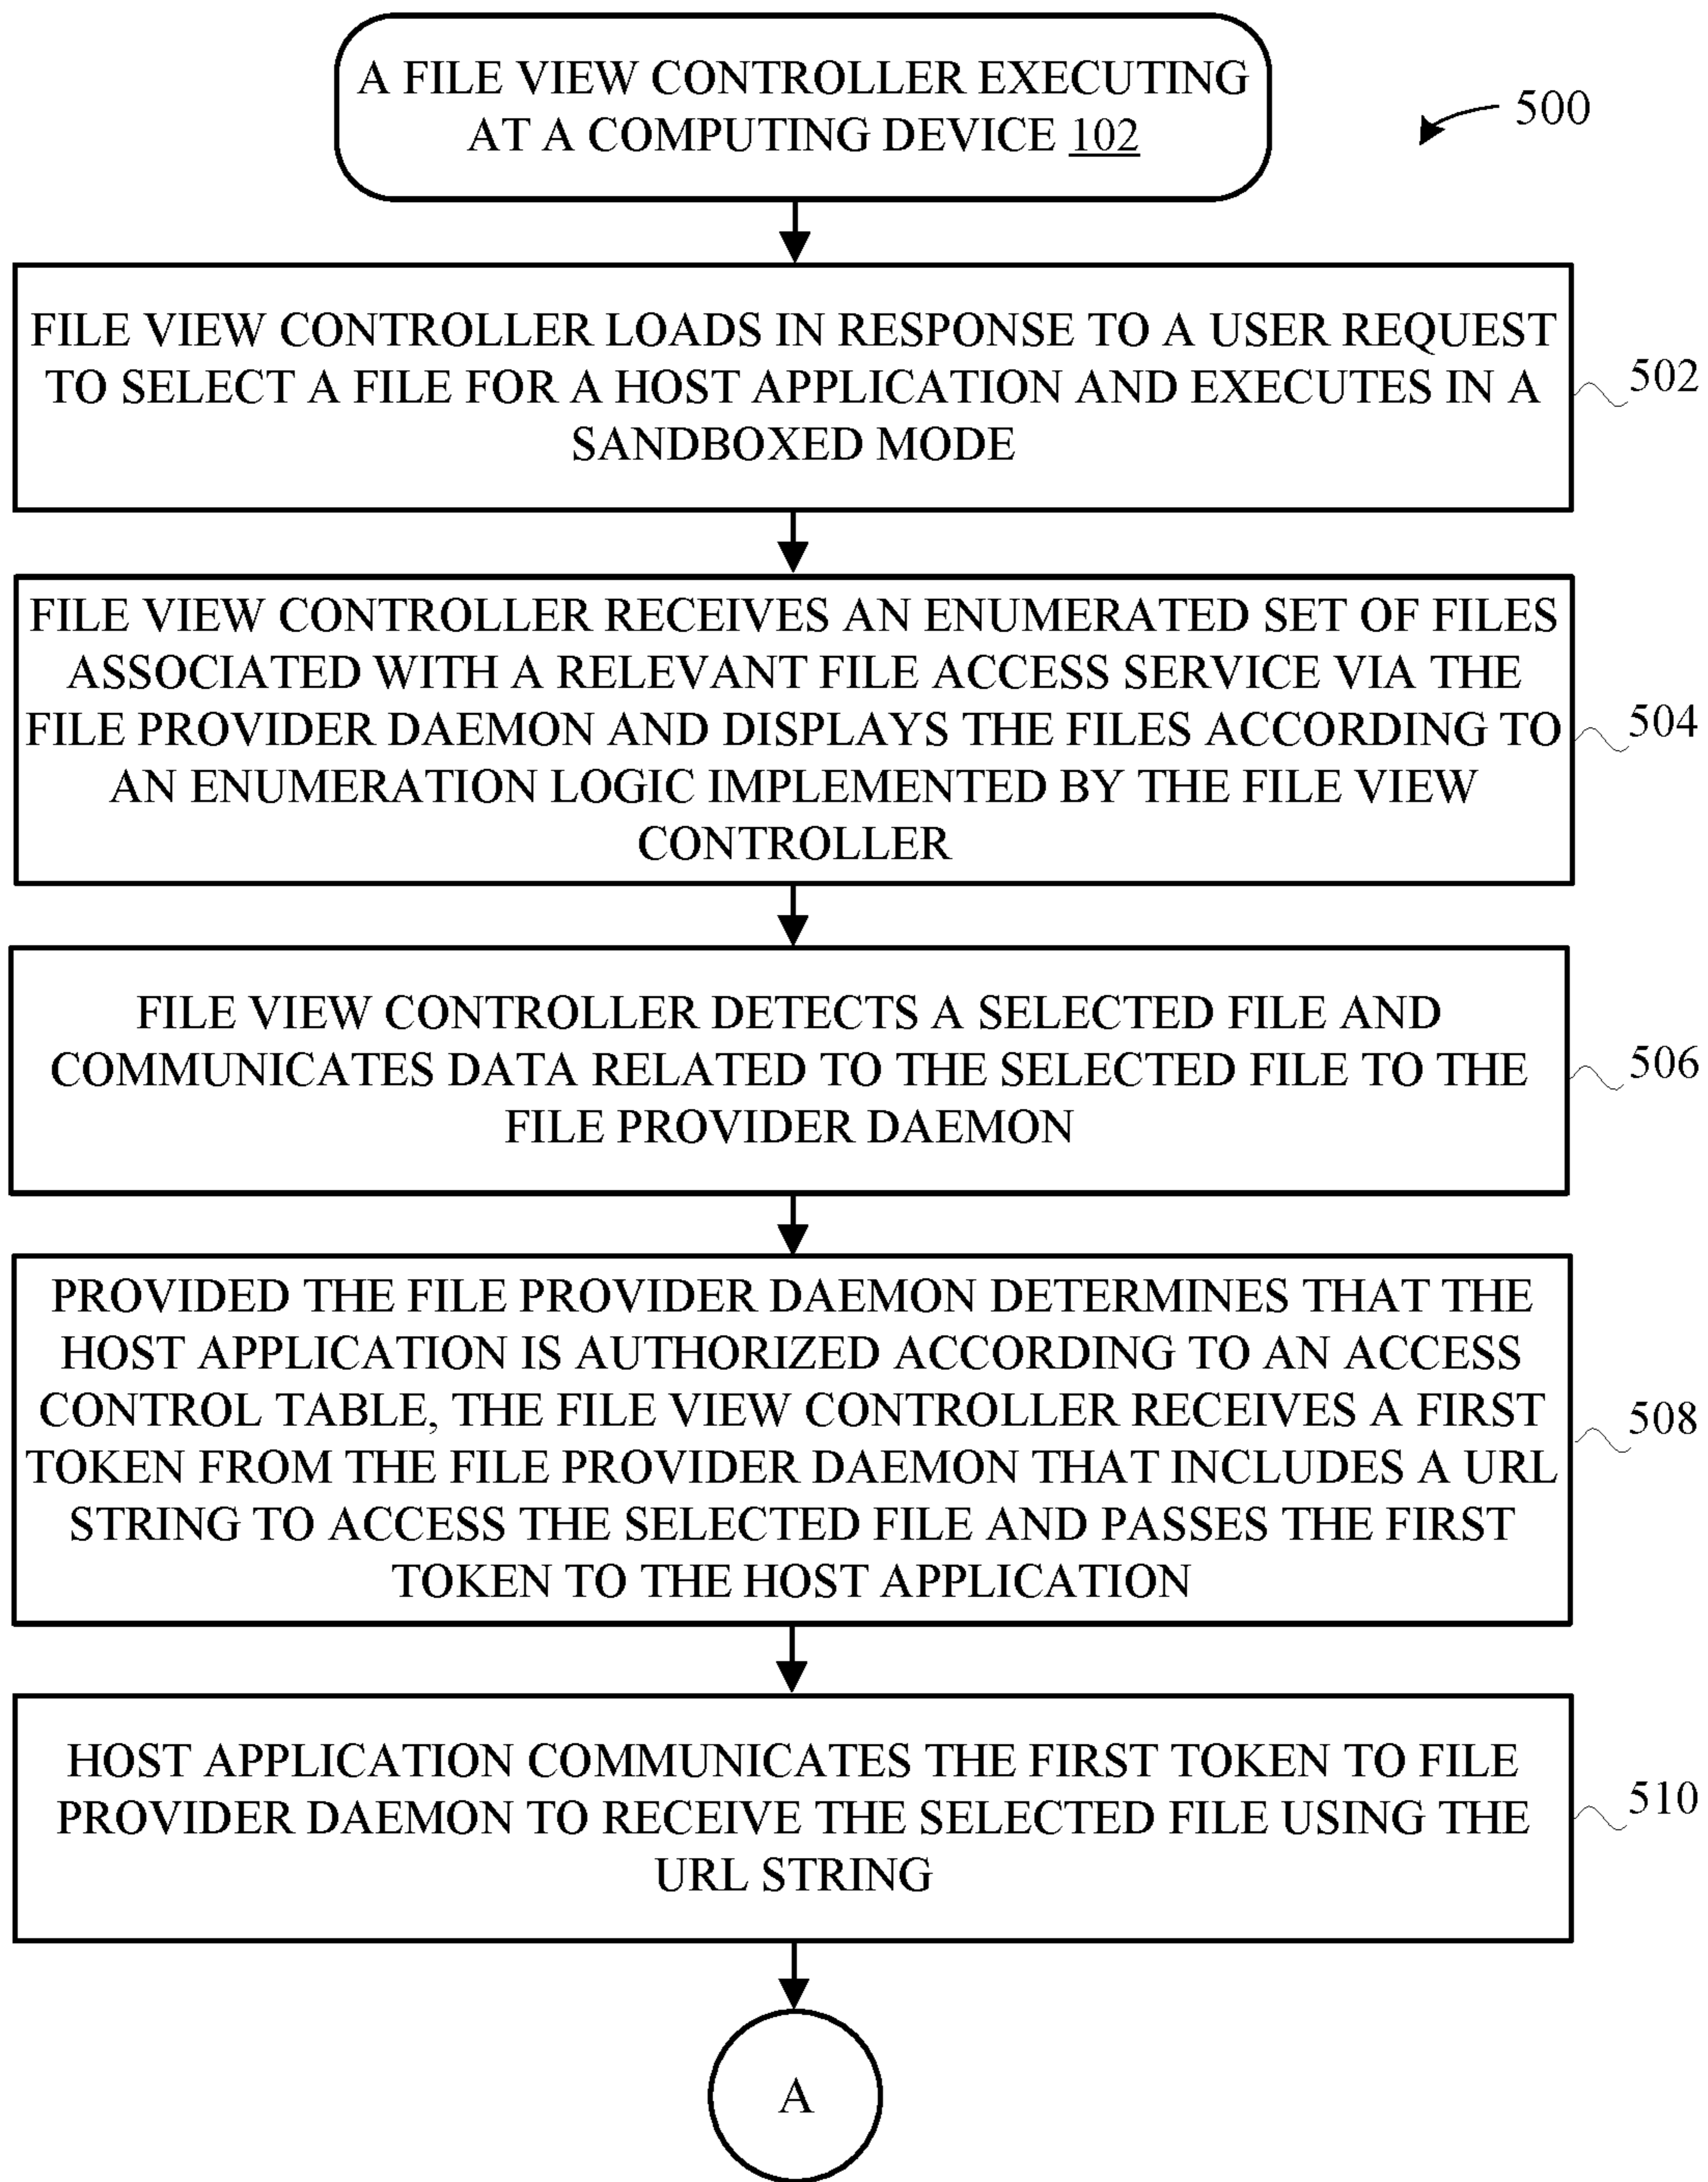 A FILE VIEW CONTROLLER EXECUTING
AT A COMPUTING DEVICE 102
500
FILE VIEW CONTROLLER LOADS IN RESPONSE TO A USER REQUEST
TO SELECT A FILE FOR A HOST APPLICATION AND EXECUTES IN A
SANDBOXED MODE
502
FILE VIEW CONTROLLER RECEIVES AN ENUMERATED SET OF FILES
ASSOCIATED WITH A RELEVANT FILE ACCESS SERVICE VIA THE
FILE PROVIDER DAEMON AND DISPLAYS THE FILES ACCORDING TO
AN ENUMERATION LOGIC IMPLEMENTED BY THE FILE VIEW
CONTROLLER
504
FILE VIEW CONTROLLER DETECTS A SELECTED FILE AND
COMMUNICATES DATA RELATED TO THE SELECTED FILE TO THE
FILE PROVIDER DAEMON
506
PROVIDED THE FILE PROVIDER DAEMON DETERMINES THAT THE
HOST APPLICATION IS AUTHORIZED ACCORDING TO AN ACCESS
CONTROL TABLE, THE FILE VIEW CONTROLLER RECEIVES A FIRST
TOKEN FROM THE FILE PROVIDER DAEMON THAT INCLUDES A URL
STRING TO ACCESS THE SELECTED FILE AND PASSES THE FIRST
TOKEN TO THE HOST APPLICATION
508
HOST APPLICATION COMMUNICATES THE FIRST TOKEN TO FILE
PROVIDER DAEMON TO RECEIVE THE SELECTED FILE USING THE
URL STRING
510
A